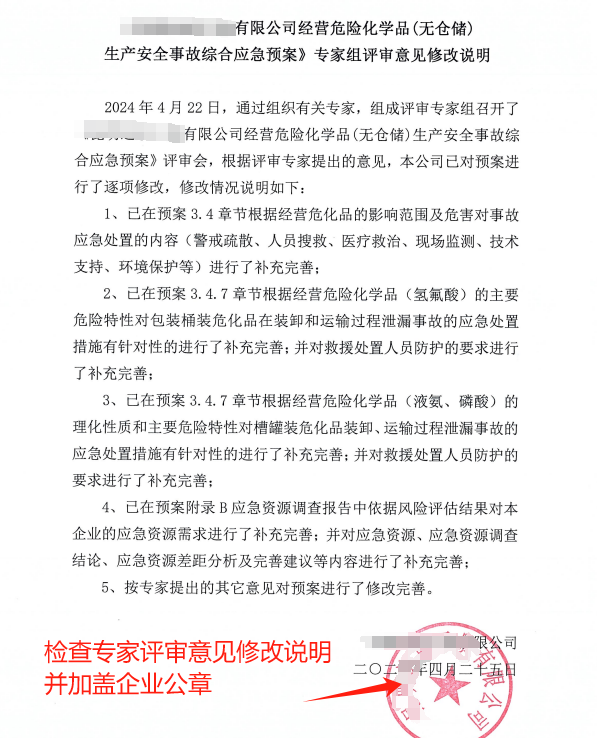 有限公司经营危险化学品(无仓储)
生产安全事故综合应急预案》专家组评审意见修改说明
2024年4月22日，通过组织有关专家，组成评审专家组召开了
有限公司经营危险化学品(无仓储)生产安全事故综
合应急预案》评审会，根据评审专家提出的意见，本公司已对预案进
行了逐项修改，修改情况说明如下：
1、已在预案 3.4 章节根据经营危化品的影响范围及危害对事故
应急处置的内容（警戒疏散、人员搜救、医疗救治、现场监测、技术
支持、环境保护等）进行了补充完善；
2、已在预案 3.4.7 章节根据经营危险化学品（氢氟酸）的主要
危险特性对包装桶装危化品在装卸和运输过程泄漏事故的应急处置
措施有针对性的进行了补充完善；并对救援处置人员防护的要求进行
了补充完善；
3、已在预案 3.4.7 章节根据经营危险化学品（液氨、磷酸）的
理化性质和主要危险特性对槽罐装危化品装卸、运输过程泄漏事故的
应急处置措施有针对性的进行了补充完善；并对救援处置人员防护的
要求进行了补充完善；
4、已在预案附录 B 应急资源调查报告中依据风险评估结果对本
企业的应急资源需求进行了补充完善；并对应急资源、应急资源调查
结论、应急资源差距分析及完善建议等内容进行了补充完善；
5、按专家提出的其它意见对预案进行了修改完善。
有限公司
二〇二 年四月二十五日
有限公司
检查专家评审意见修改说明
并加盖企业公章